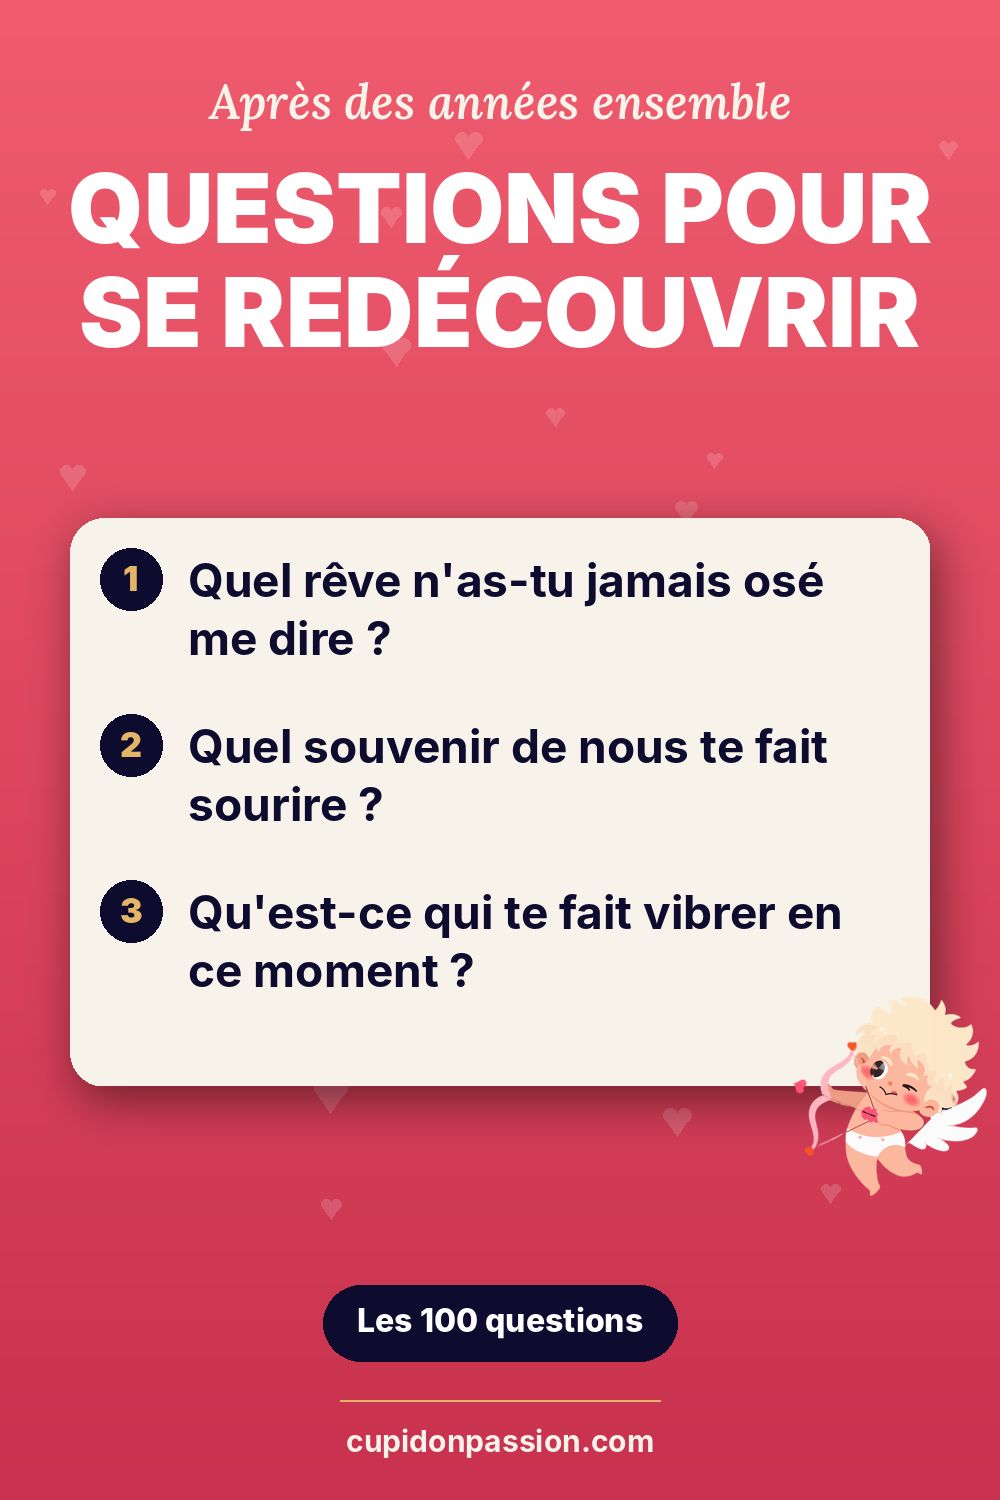 Après des années ensemble
QUESTIONS POUR
SE REDÉCOUVRIR
1 Quel rêve n'as-tu jamais osé
me dire ?
2 Quel souvenir de nous te fait
sourire ?
3 Qu'est-ce qui te fait vibrer en
ce moment ?
Les 100 questions
cupidonpassion.com